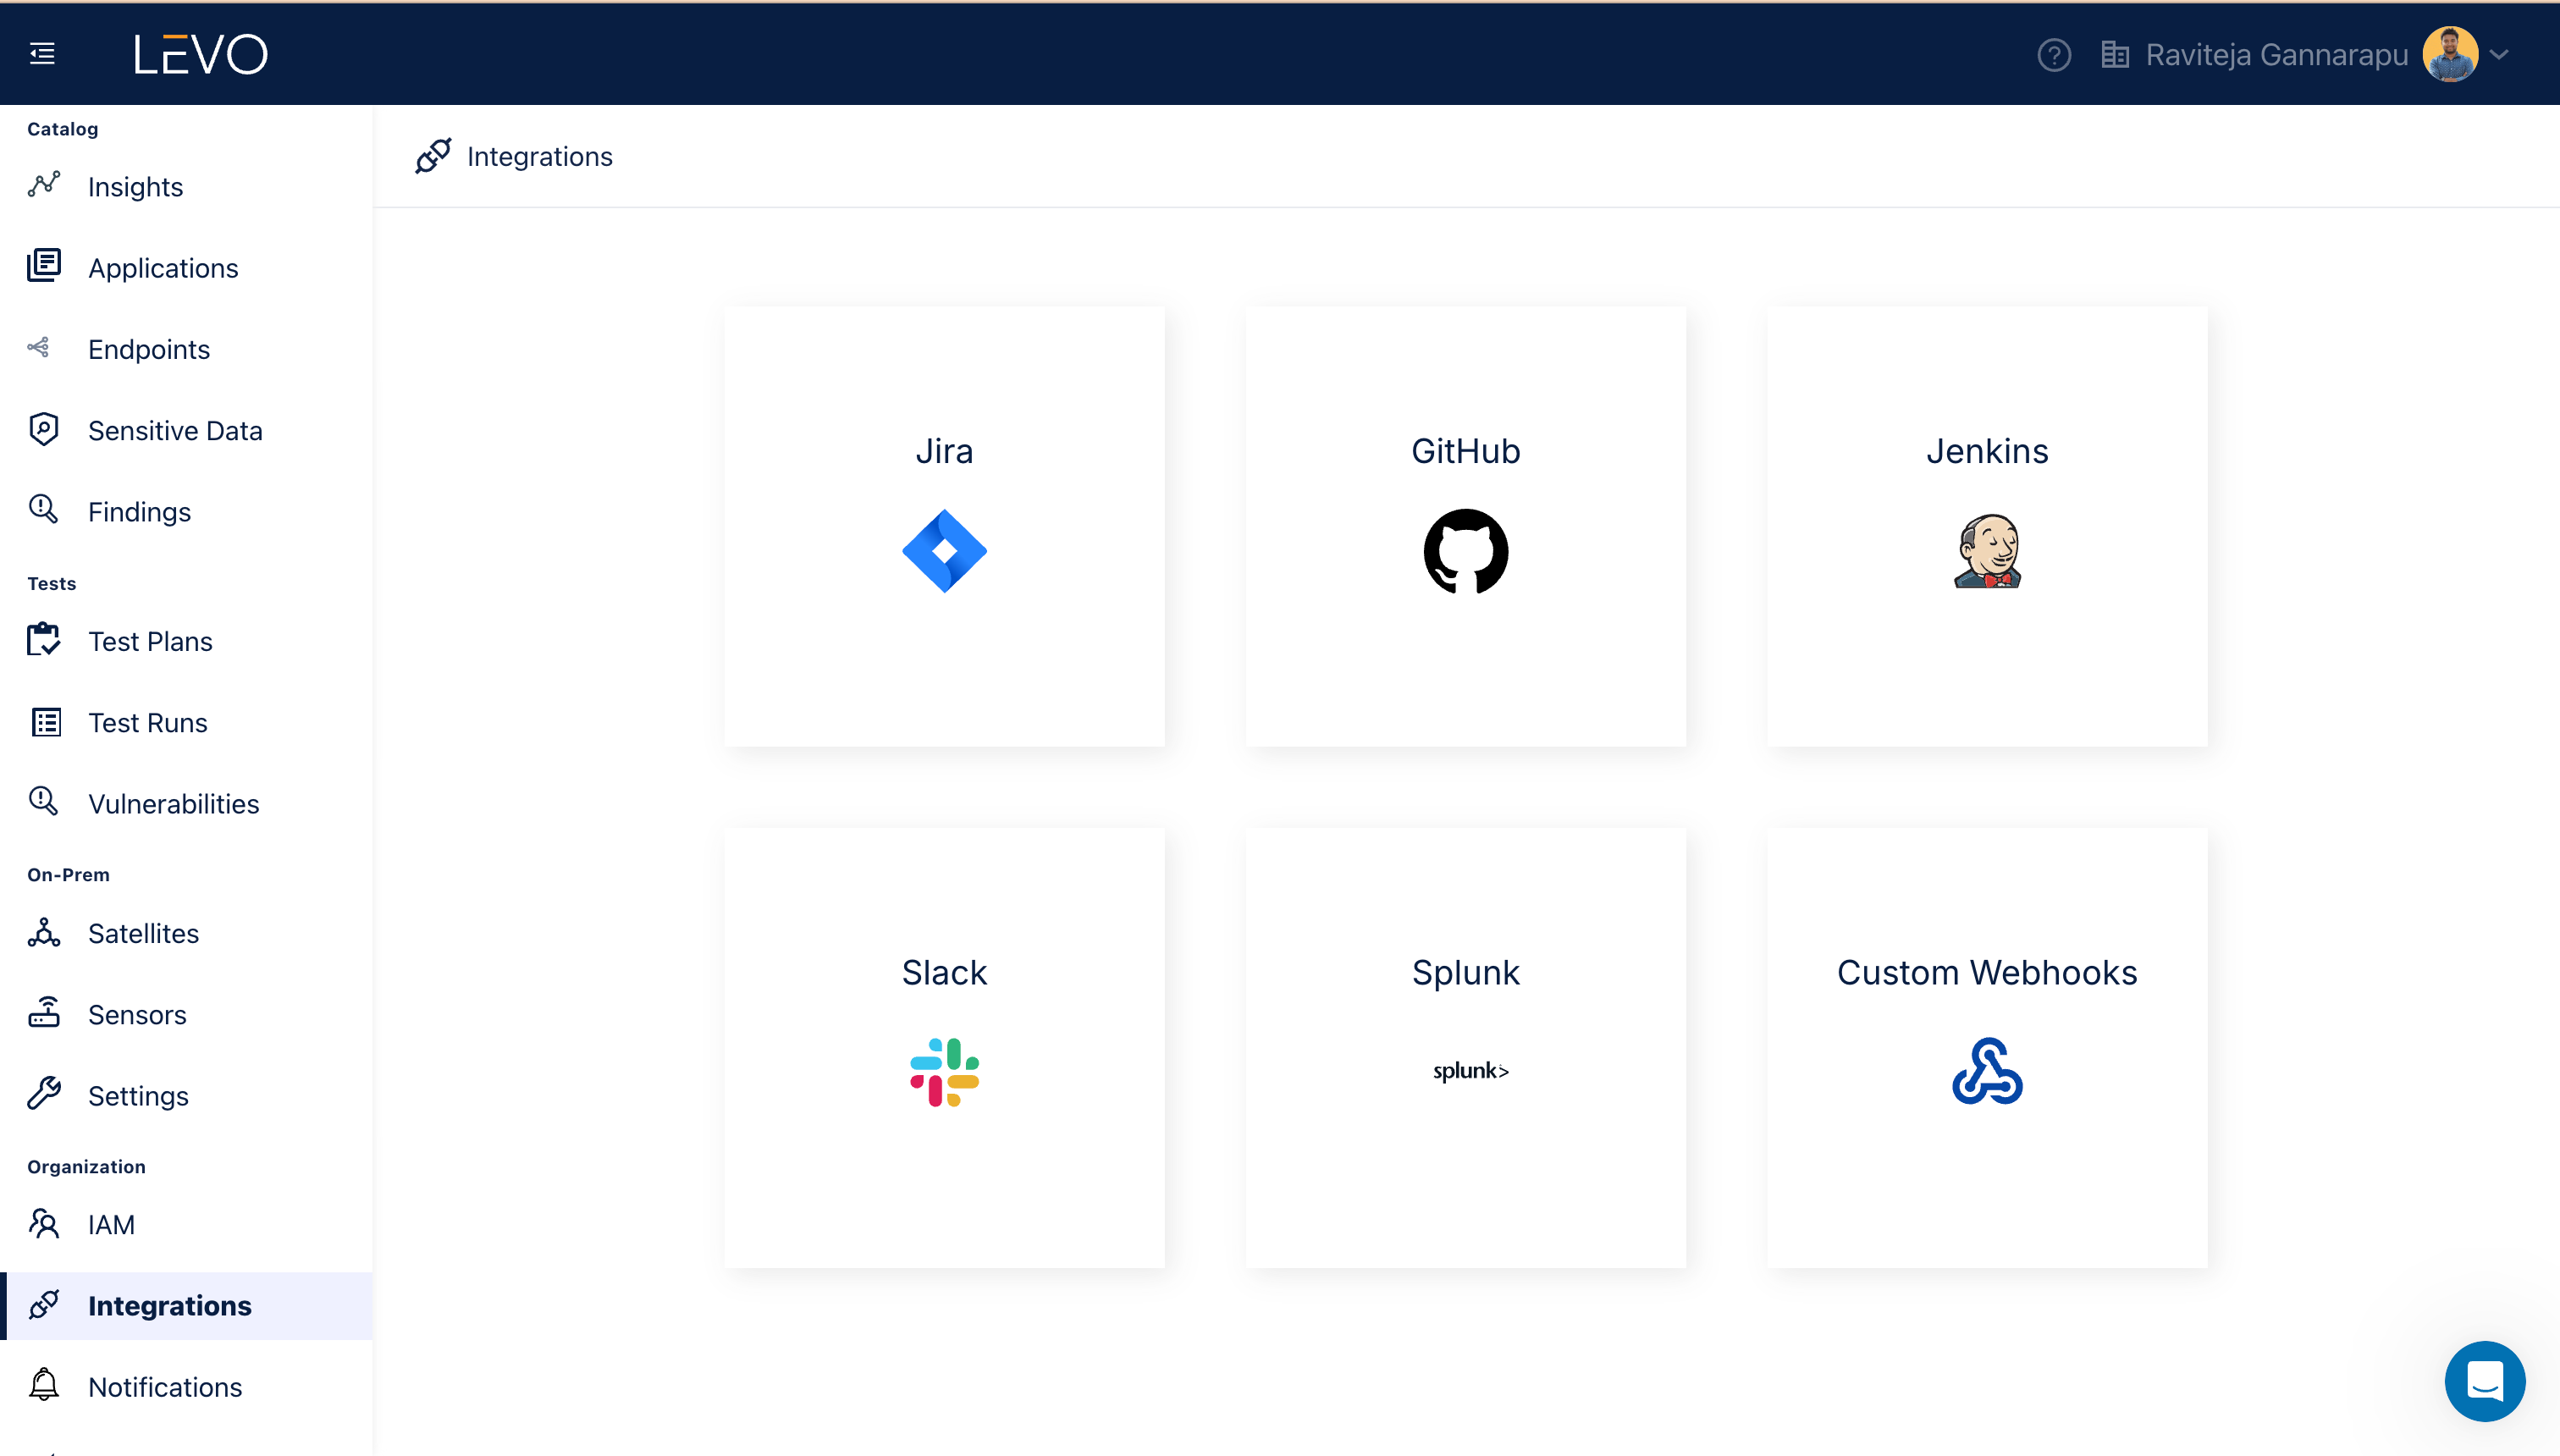 LEVO
Raviteja Gannarapu
Catalog
Insights
Applications
Endpoints
Sensitive Data
Findings
Tests
Test Plans
Test Runs
Vulnerabilities
On-Prem
Satellites
Sensors
Settings
Organization
IAM
Integrations
Notifications
Integrations
Jira
GitHub
Jenkins
Slack
Splunk
splunk>
Custom Webhooks